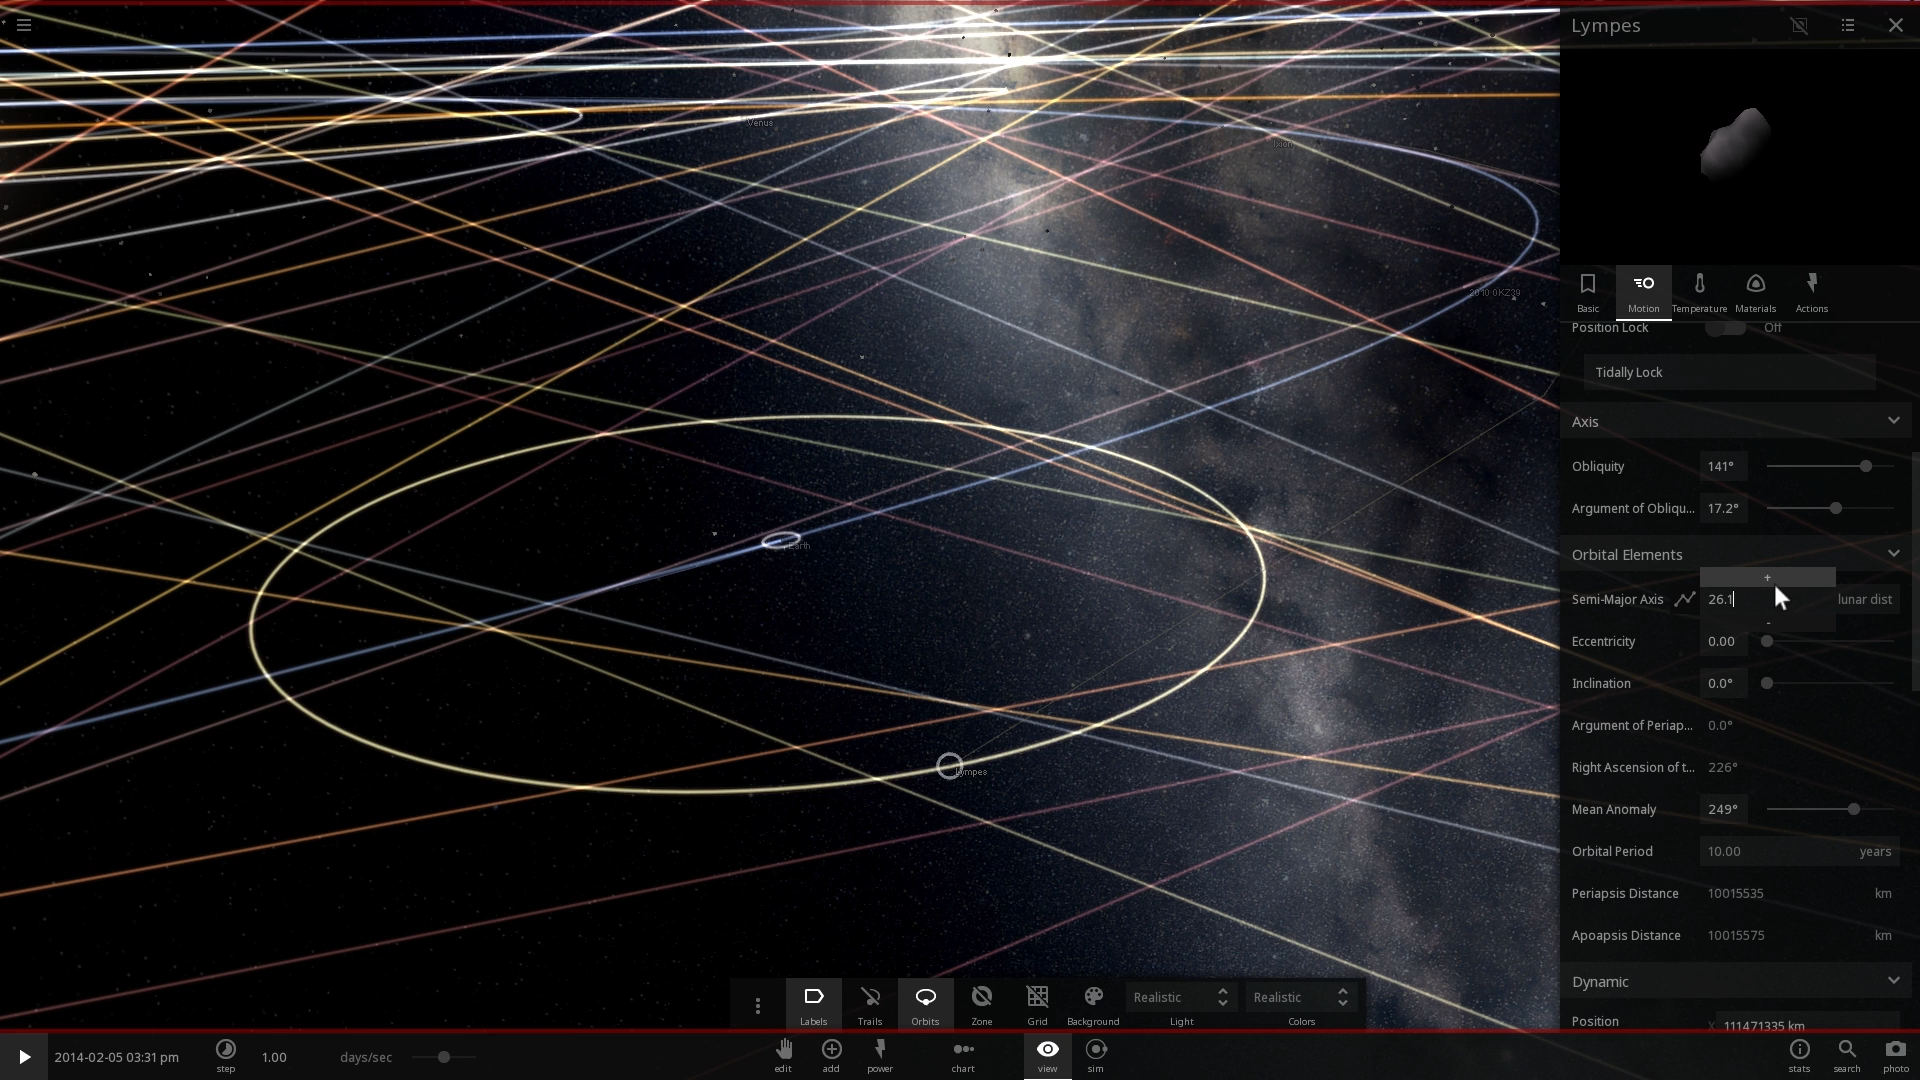 Lympes
Venus
Ixion
2010 OKZ39
Earth
Lympes
Basic
Motion
Temperature
Materials
Actions
Position Lock
Off
Tidally Lock
Axis
Obliquity
141°
Argument of Obliqu...
17.2°
Orbital Elements
+
Semi-Major Axis
26.1
lunar dist
-
Eccentricity
0.00
Inclination
0.0°
Argument of Periap...
0.0°
Right Ascension of t...
226°
Mean Anomaly
249°
Orbital Period
10.00
years
Periapsis Distance
10015535
km
Apoapsis Distance
10015575
km
Dynamic
Position
X
111471335 km
Labels
Trails
Orbits
Zone
Grid
Background
Realistic
Light
Realistic
Colors
2014-02-05 03:31 pm
step
1.00
days/sec
edit
add
power
chart
view
sim
stats
search
photo